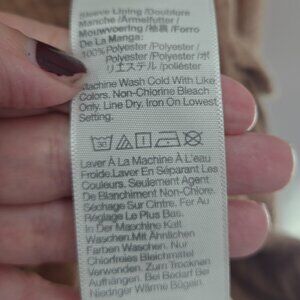 Sleeve Lining /Doublure
Manche /Armelfutter /
Mouwvoering /袖裏 /Forro
De La Manga:
100% Polyester /Polyester /
Polyester /Polyester /ポ
リエステル /poliéster
Machine Wash Cold With Like
Colors. Non-Chlorine Bleach
Only. Line Dry. Iron On Lowest
Setting.
30
Laver À La Machine À L'eau
Froide.Laver En Séparant Les
Couleurs. Seulement Agent
De Blanchiment Non-Chlore.
Séchage Sur Cintre. Fer Au
Réglage Le Plus Bas.
In Der Maschine Kalt
Waschen.Mit Ähnlichen
Farben Waschen. Nur
Chlorfreies Bleichmittel
Verwenden. Zum Trocknen
Aufhängen. Bei Bedarf Bei
Niedriger Wärme Bügeln.